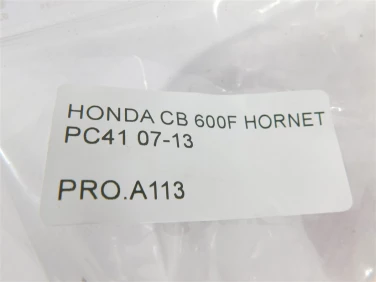 HONDA CB 600F HORNET
PC41 07-13
PRO.A113